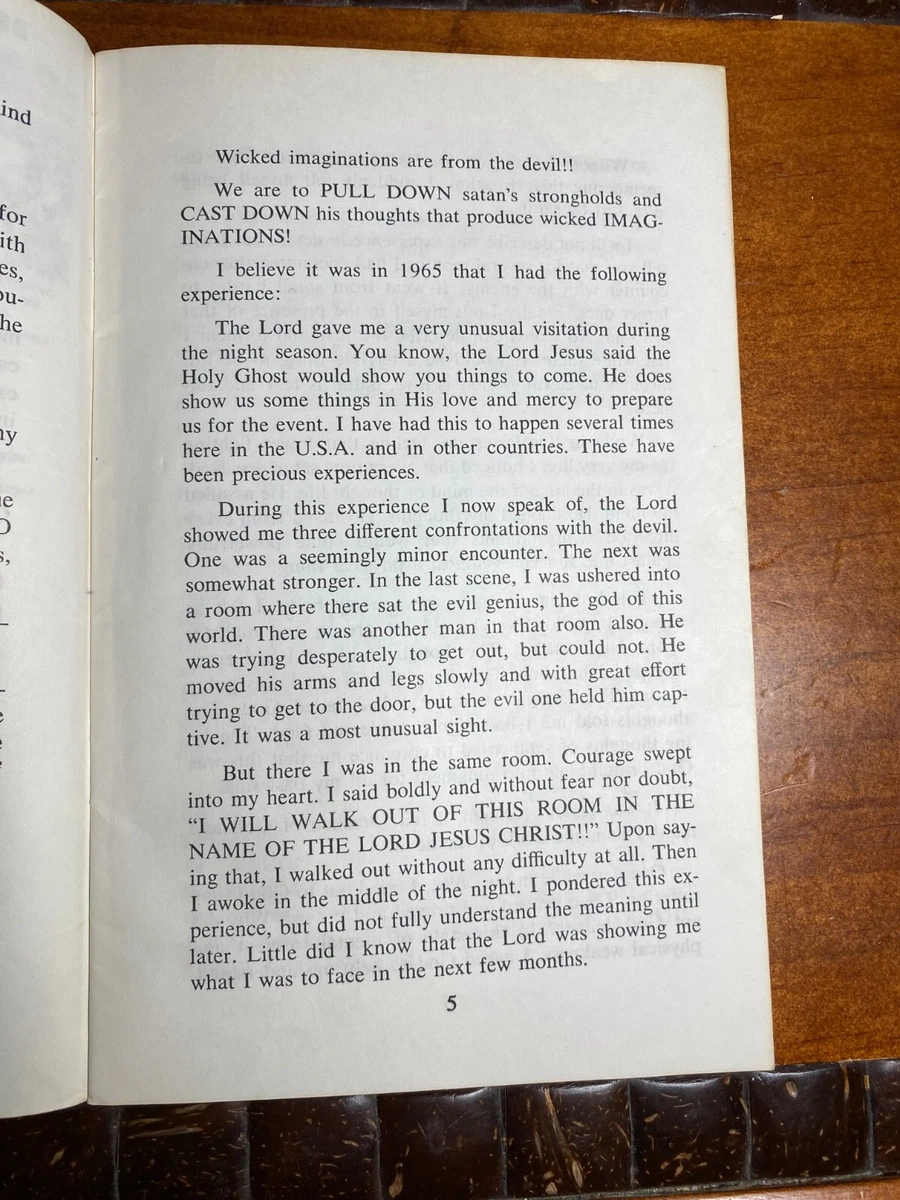 ind
for
ith
es,
ou-
he
ny
ie
O
s,
e
Wicked imaginations are from the devil!!
We are to PULL DOWN satan's strongholds and
CAST DOWN his thoughts that produce wicked IMAG-
INATIONS!
I believe it was in 1965 that I had the following
experience:
The Lord gave me a very unusual visitation during
the night season. You know, the Lord Jesus said the
Holy Ghost would show you things to come. He does
show us some things in His love and mercy to prepare
us for the event. I have had this to happen several times
here in the U.S.A. and in other countries. These have
been precious experiences.
During this experience I now speak of, the Lord
showed me three different confrontations with the devil.
One was a seemingly minor encounter. The next was
somewhat stronger. In the last scene, I was ushered into
a room where there sat the evil genius, the god of this
world. There was another man in that room also. He
was trying desperately to get out, but could not. He
moved his arms and legs slowly and with great effort
trying to get to the door, but the evil one held him cap-
tive. It was a most unusual sight.
But there I was in the same room. Courage swept
into my heart. I said boldly and without fear nor doubt,
“I WILL WALK OUT OF THIS ROOM IN THE
NAME OF THE LORD JESUS CHRIST!!” Upon say-
ing that, I walked out without any difficulty at all. Then
I awoke in the middle of the night. I pondered this ex-
perience, but did not fully understand the meaning until
later. Little did I know that the Lord was showing me
what I was to face in the next few months.
5